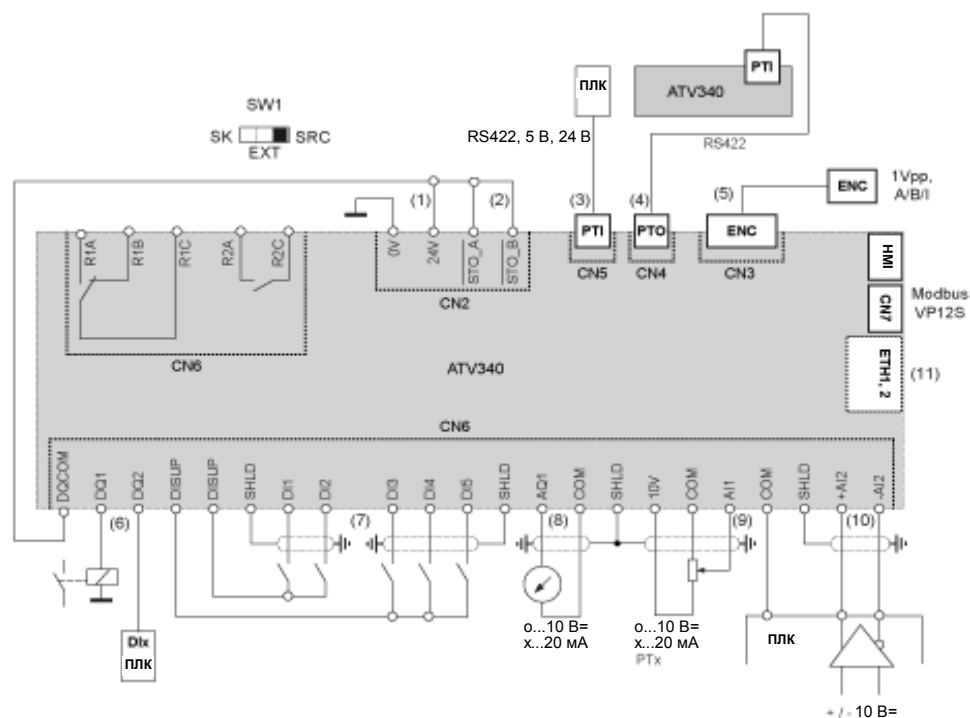 PTI
ПЛК
ATV340
SW1
SK SRC
EXT
RS422, 5 В, 24 В
RS422
1Vpp,
A/B/I
ENC
(1) (2) (3) (4) (5)
R1A R1B R1C R2A R2C
0V 24V STO_A STO_B
PTI PTO ENC
CN5 CN4 CN3
CN2
HMI
CN7
Modbus
VP12S
CN6
ATV340
ETH1, 2
(11)
CN6
DQCOM DQ1 DQ2 DISUP DISUP SHLD DI1 DI2 DI3 DI4 DI5 SHLD AQ1 COM SHLD 10V COM AI1 COM SHLD +AI2 -AI2
(6) (7) (8) (9) (10)
DIx
ПЛК
о...10 В=
x...20 мА
о...10 В=
x...20 мА
PTx
ПЛК
+ / - 10 В=